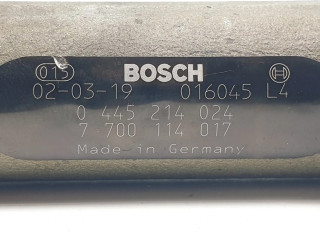 015 BOSCH
02-03-19 016045 L4
0 445 214 024
7 700 114 017
Made in Germany